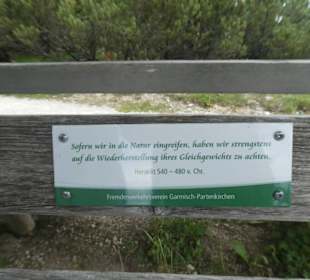 Sofern wir in die Natur eingreifen, haben wir strengstens
auf die Wiederherstellung ihres Gleichgewichts zu achten.
Heraklit 540 – 480 v. Chr.
Fremdenverkehrsverein Garmisch-Partenkirchen